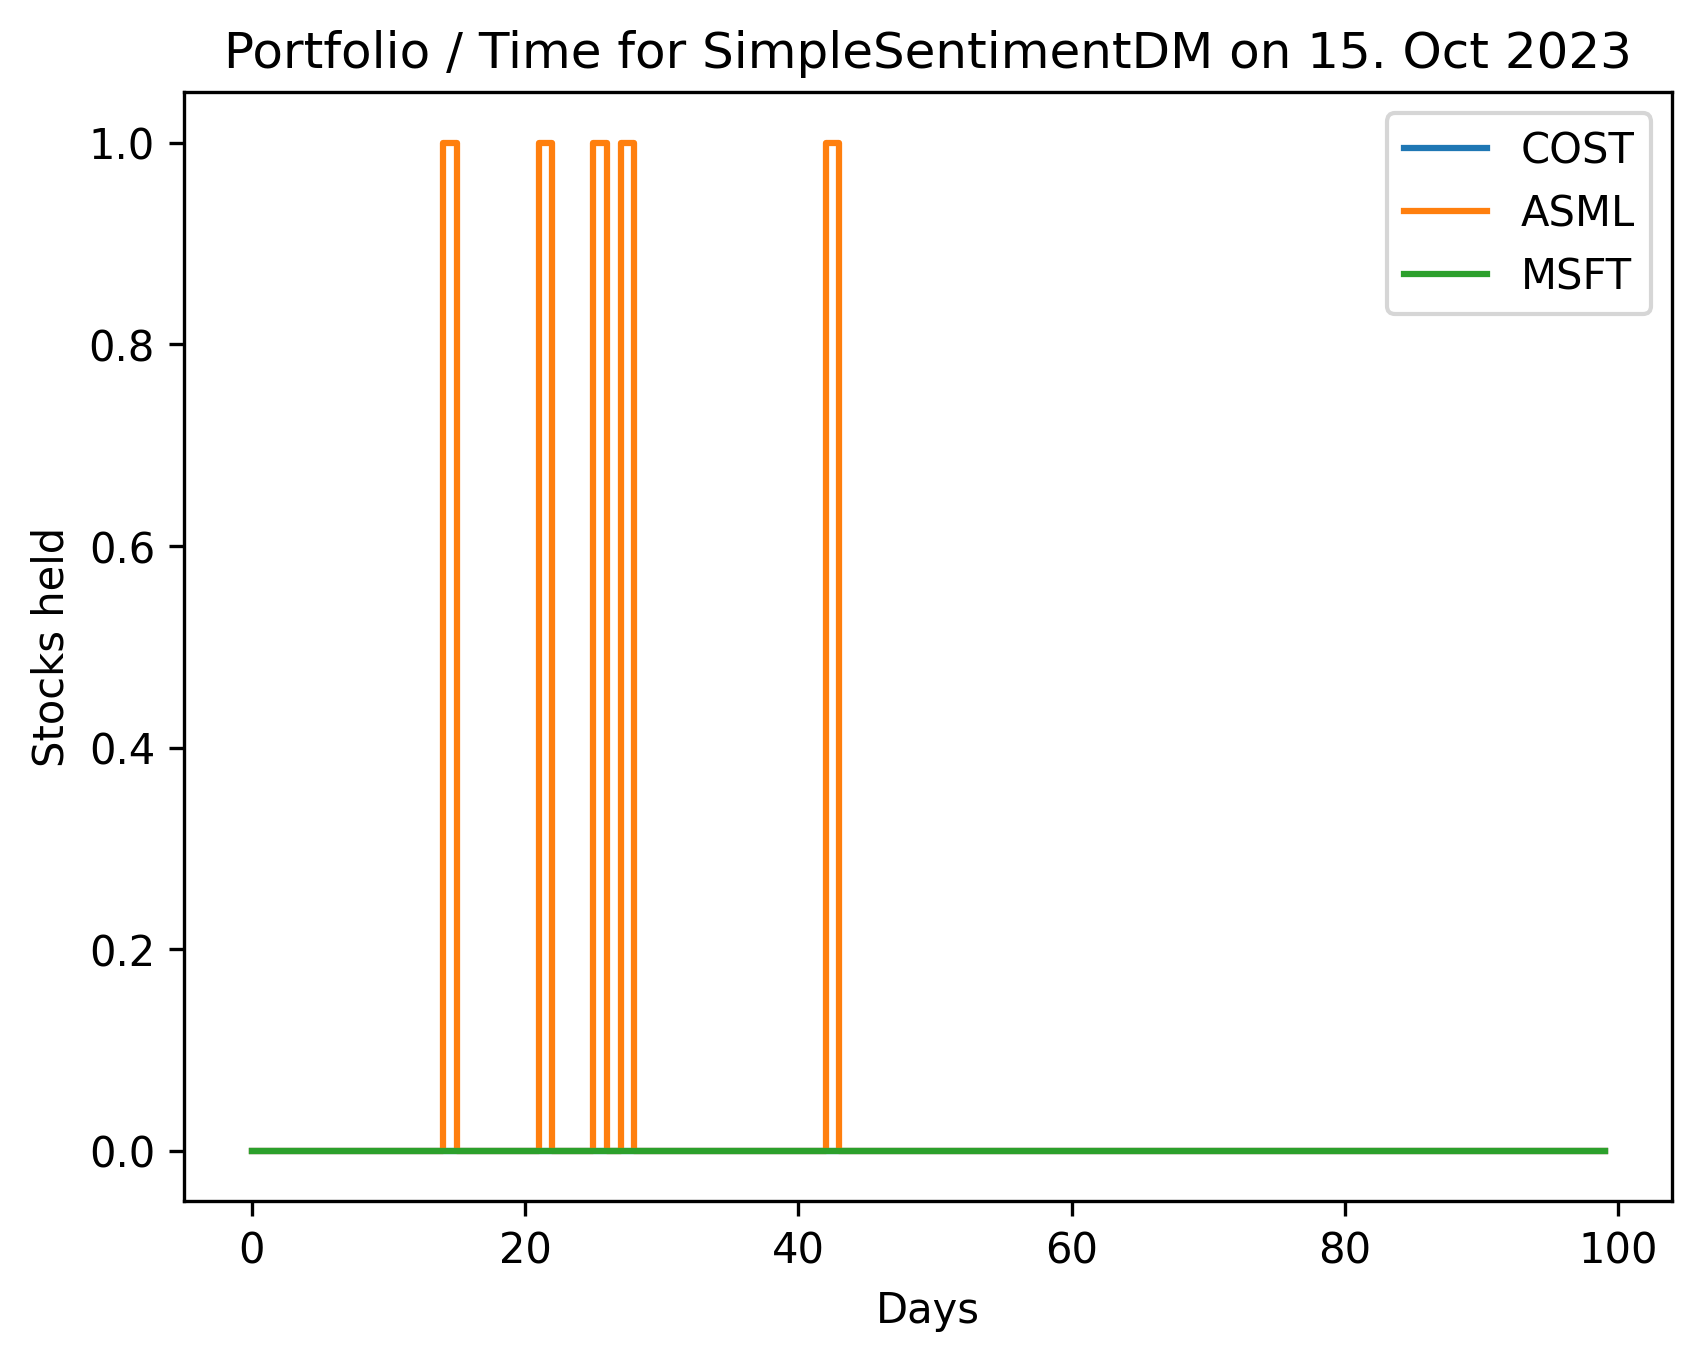 Portfolio / Time for SimpleSentimentDM on 15. Oct 2023
COST
ASML
MSFT
1.0
0.8
0.6
0.4
0.2
0.0
Stocks held
0 20 40 60 80 100
Days